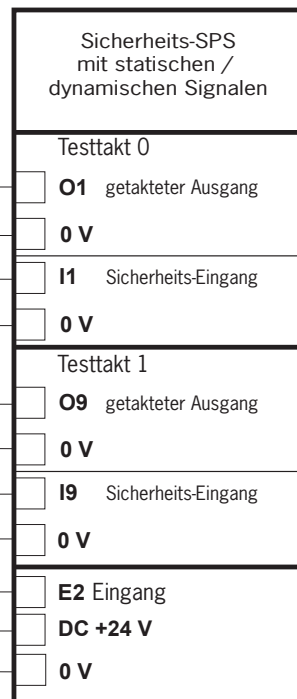 Sicherheits-SPS
mit statischen /
dynamischen Signalen
Testtakt 0
O1 getakteter Ausgang
0 V
I1 Sicherheits-Eingang
0 V
Testtakt 1
O9 getakteter Ausgang
0 V
I9 Sicherheits-Eingang
0 V
E2 Eingang
DC +24 V
0 V